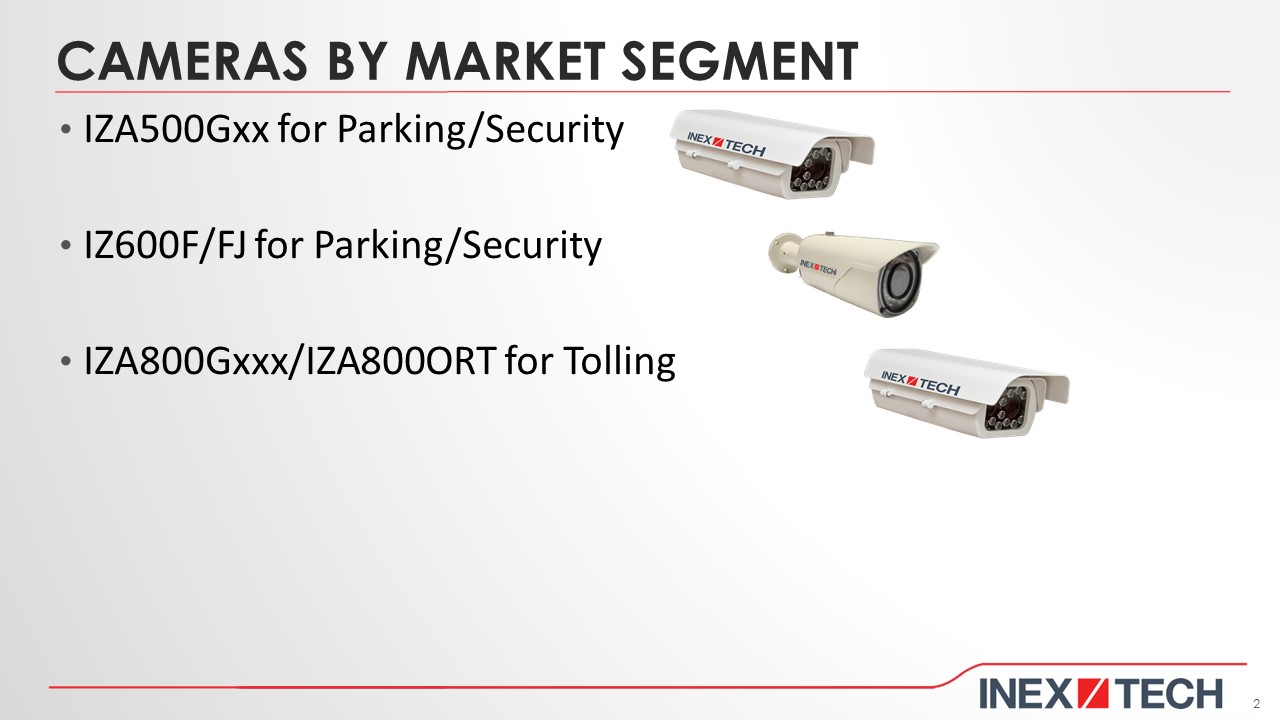 CAMERAS BY MARKET SEGMENT
• IZA500Gxx for Parking/Security
INEX TECH
• IZ600F/FJ for Parking/Security
INEX TECH
• IZA800Gxxx/IZA800ORT for Tolling
INEX TECH
INEX TECH
2